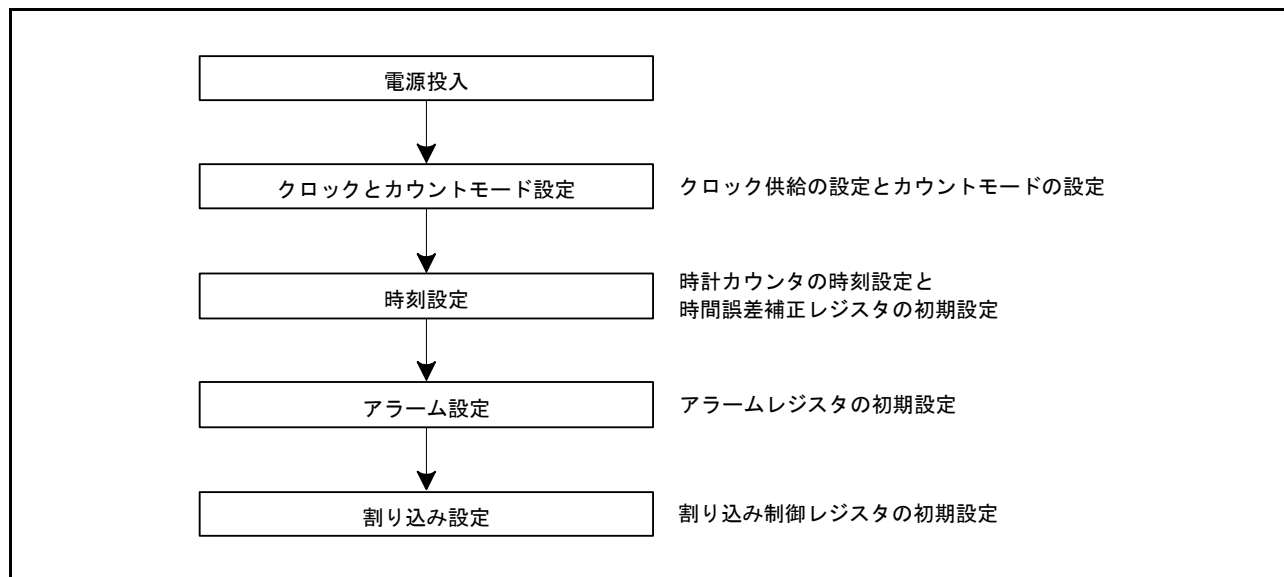 電源投入
クロックとカウントモード設定
クロック供給の設定とカウントモードの設定
時刻設定
時計カウンタの時刻設定と
時間誤差補正レジスタの初期設定
アラーム設定
アラームレジスタの初期設定
割り込み設定
割り込み制御レジスタの初期設定